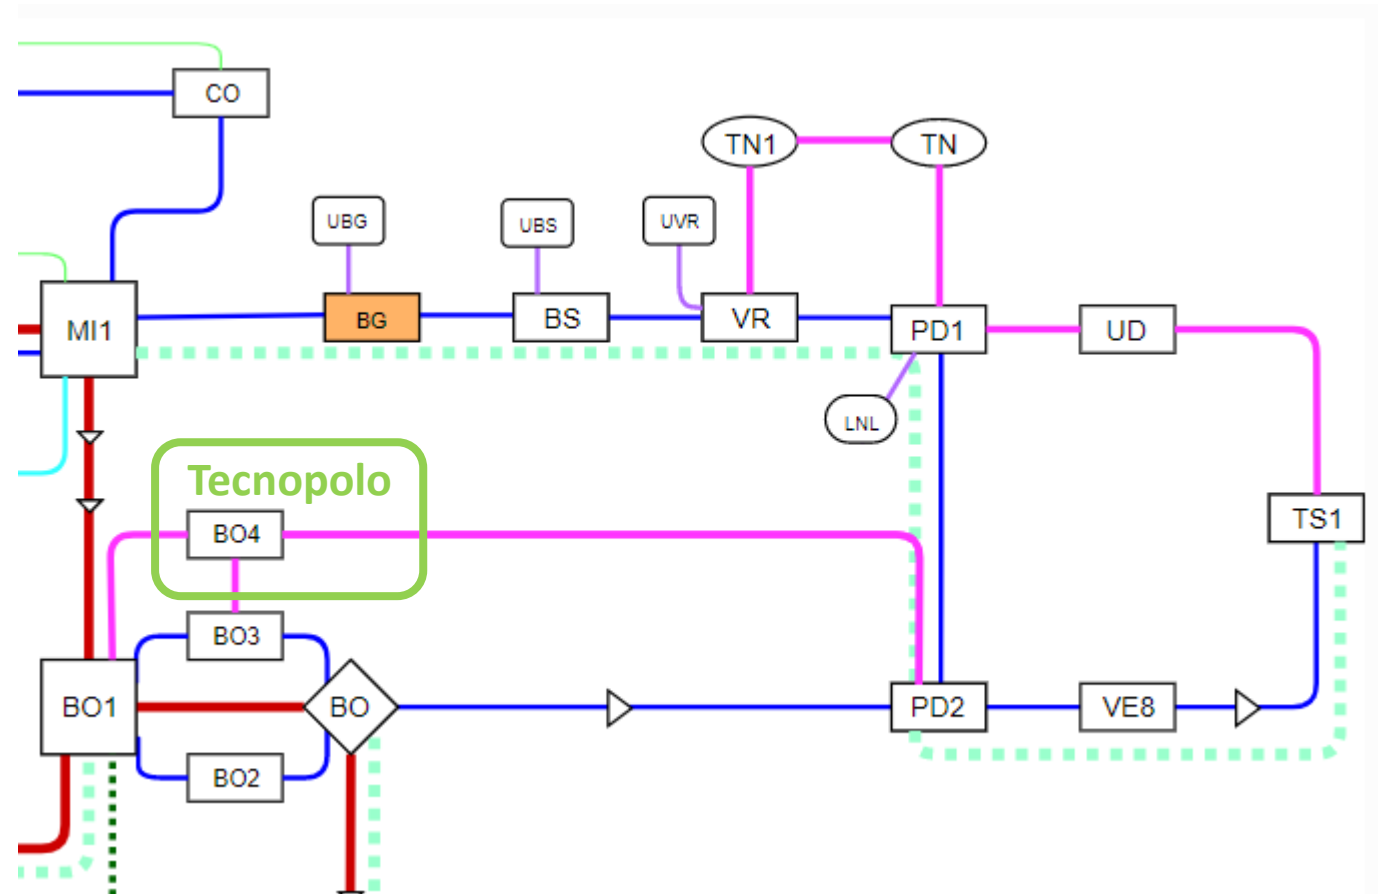 CO
TN1
TN
UBG
UBS
UVR
MI1
BG
BS
VR
PD1
UD
LNL
Tecnopolo
BO4
TS1
BO3
BO1
BO
PD2
VE8
BO2